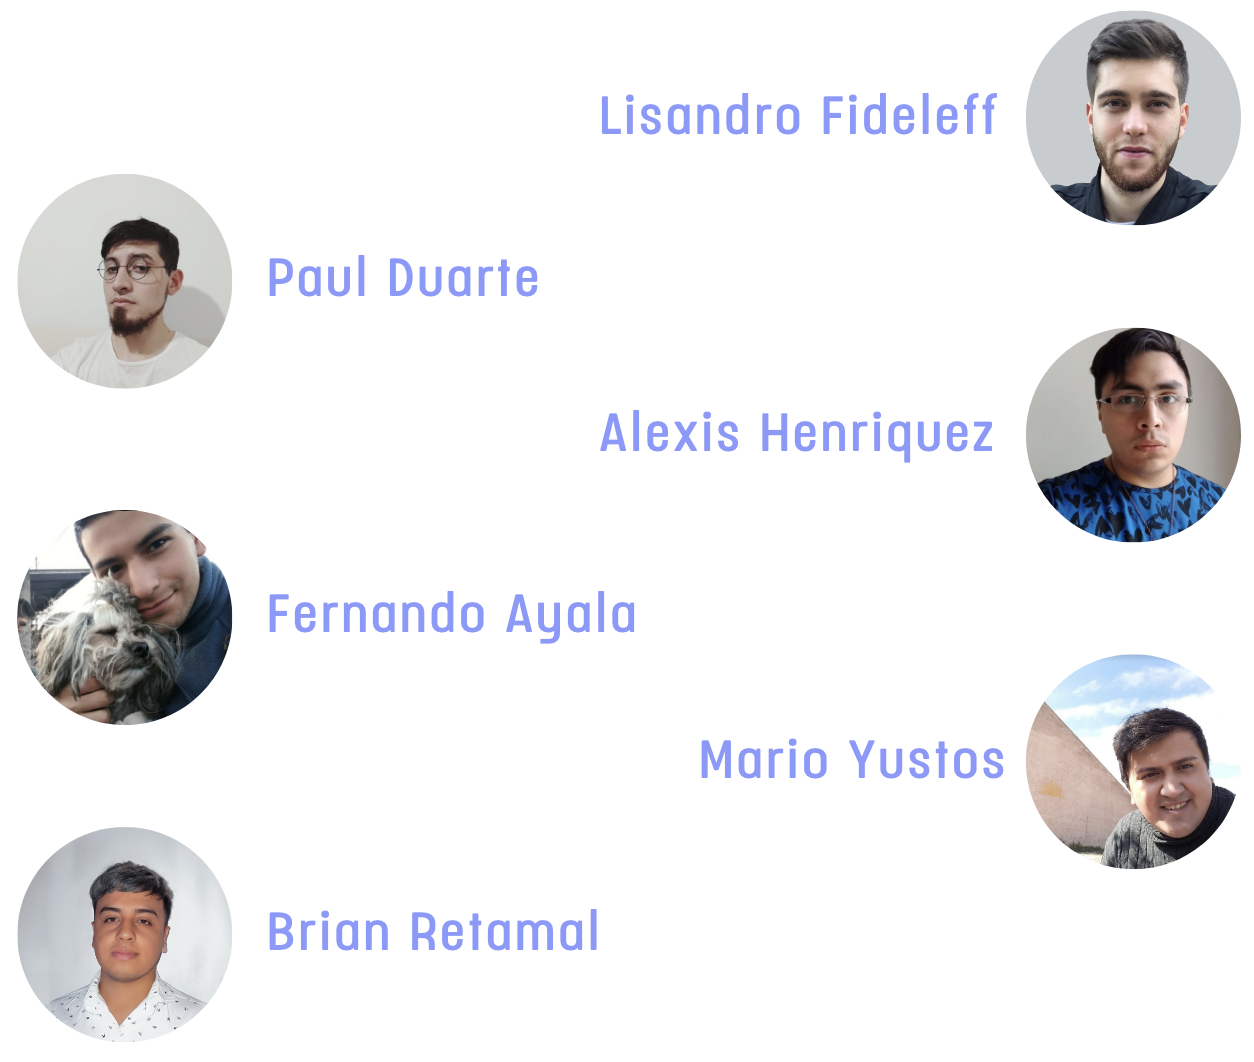 Lisandro Fideleff
Paul Duarte
Alexis Henriquez
Fernando Ayala
Mario Yustos
Brian Retamal